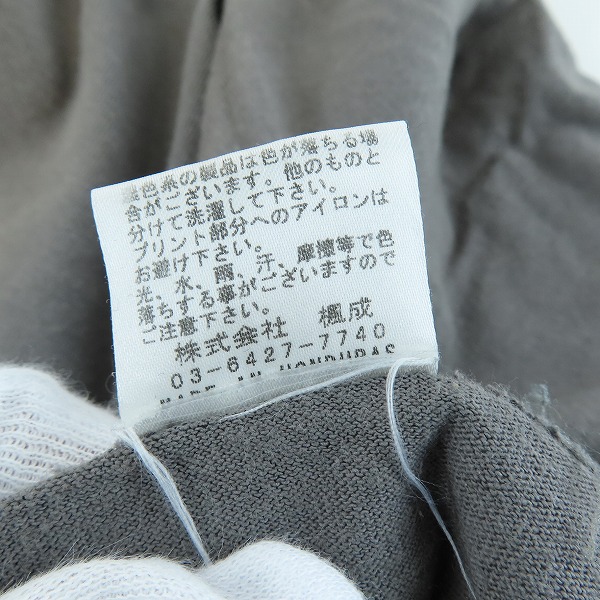 濃色系の製品は色が落ちる場
合がございます。他のものと
分けて洗濯して下さい。
プリント部分へのアイロンは
お避け下さい。
光、水、雨、汗、摩擦等で色
落ちする事がございますので
ご注意下さい。
株式会社 楓成
03-6427-7740
MADE IN HONDURAS